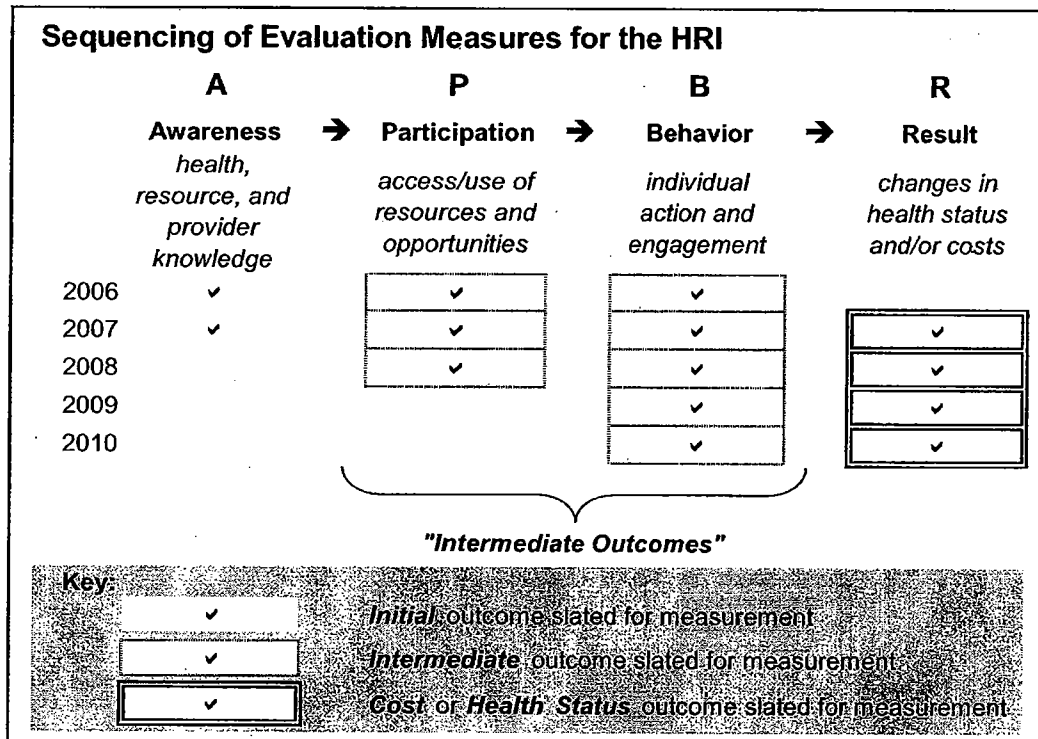 Sequencing of Evaluation Measures for the HRI
A P B R
Awareness ➔ Participation ➔ Behavior ➔ Result
health, resource, and provider knowledge
access/use of resources and opportunities
individual action and engagement
changes in health status and/or costs
2006 ✓ ✓ ✓
2007 ✓ ✓ ✓ ✓
2008 ✓ ✓ ✓
2009 ✓ ✓
2010 ✓ ✓
"Intermediate Outcomes"
Key:
✓ Initial outcome slated for measurement
✓ Intermediate outcome slated for measurement
✓ Cost or Health Status outcome slated for measurement